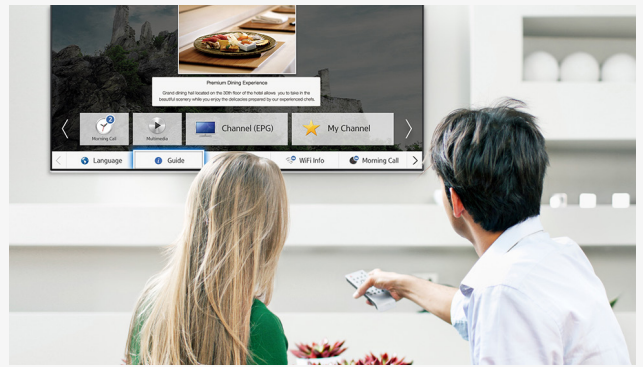 Premium Dining Experience
Grand dining hall located on the 30th floor of the hotel allows you to take in the
beautiful scenery while you enjoy the delicacies prepared by our experienced chefs.
2
Morning Call
Multimedia
Channel (EPG)
My Channel
Language
Guide
WiFi Info
Morning Call